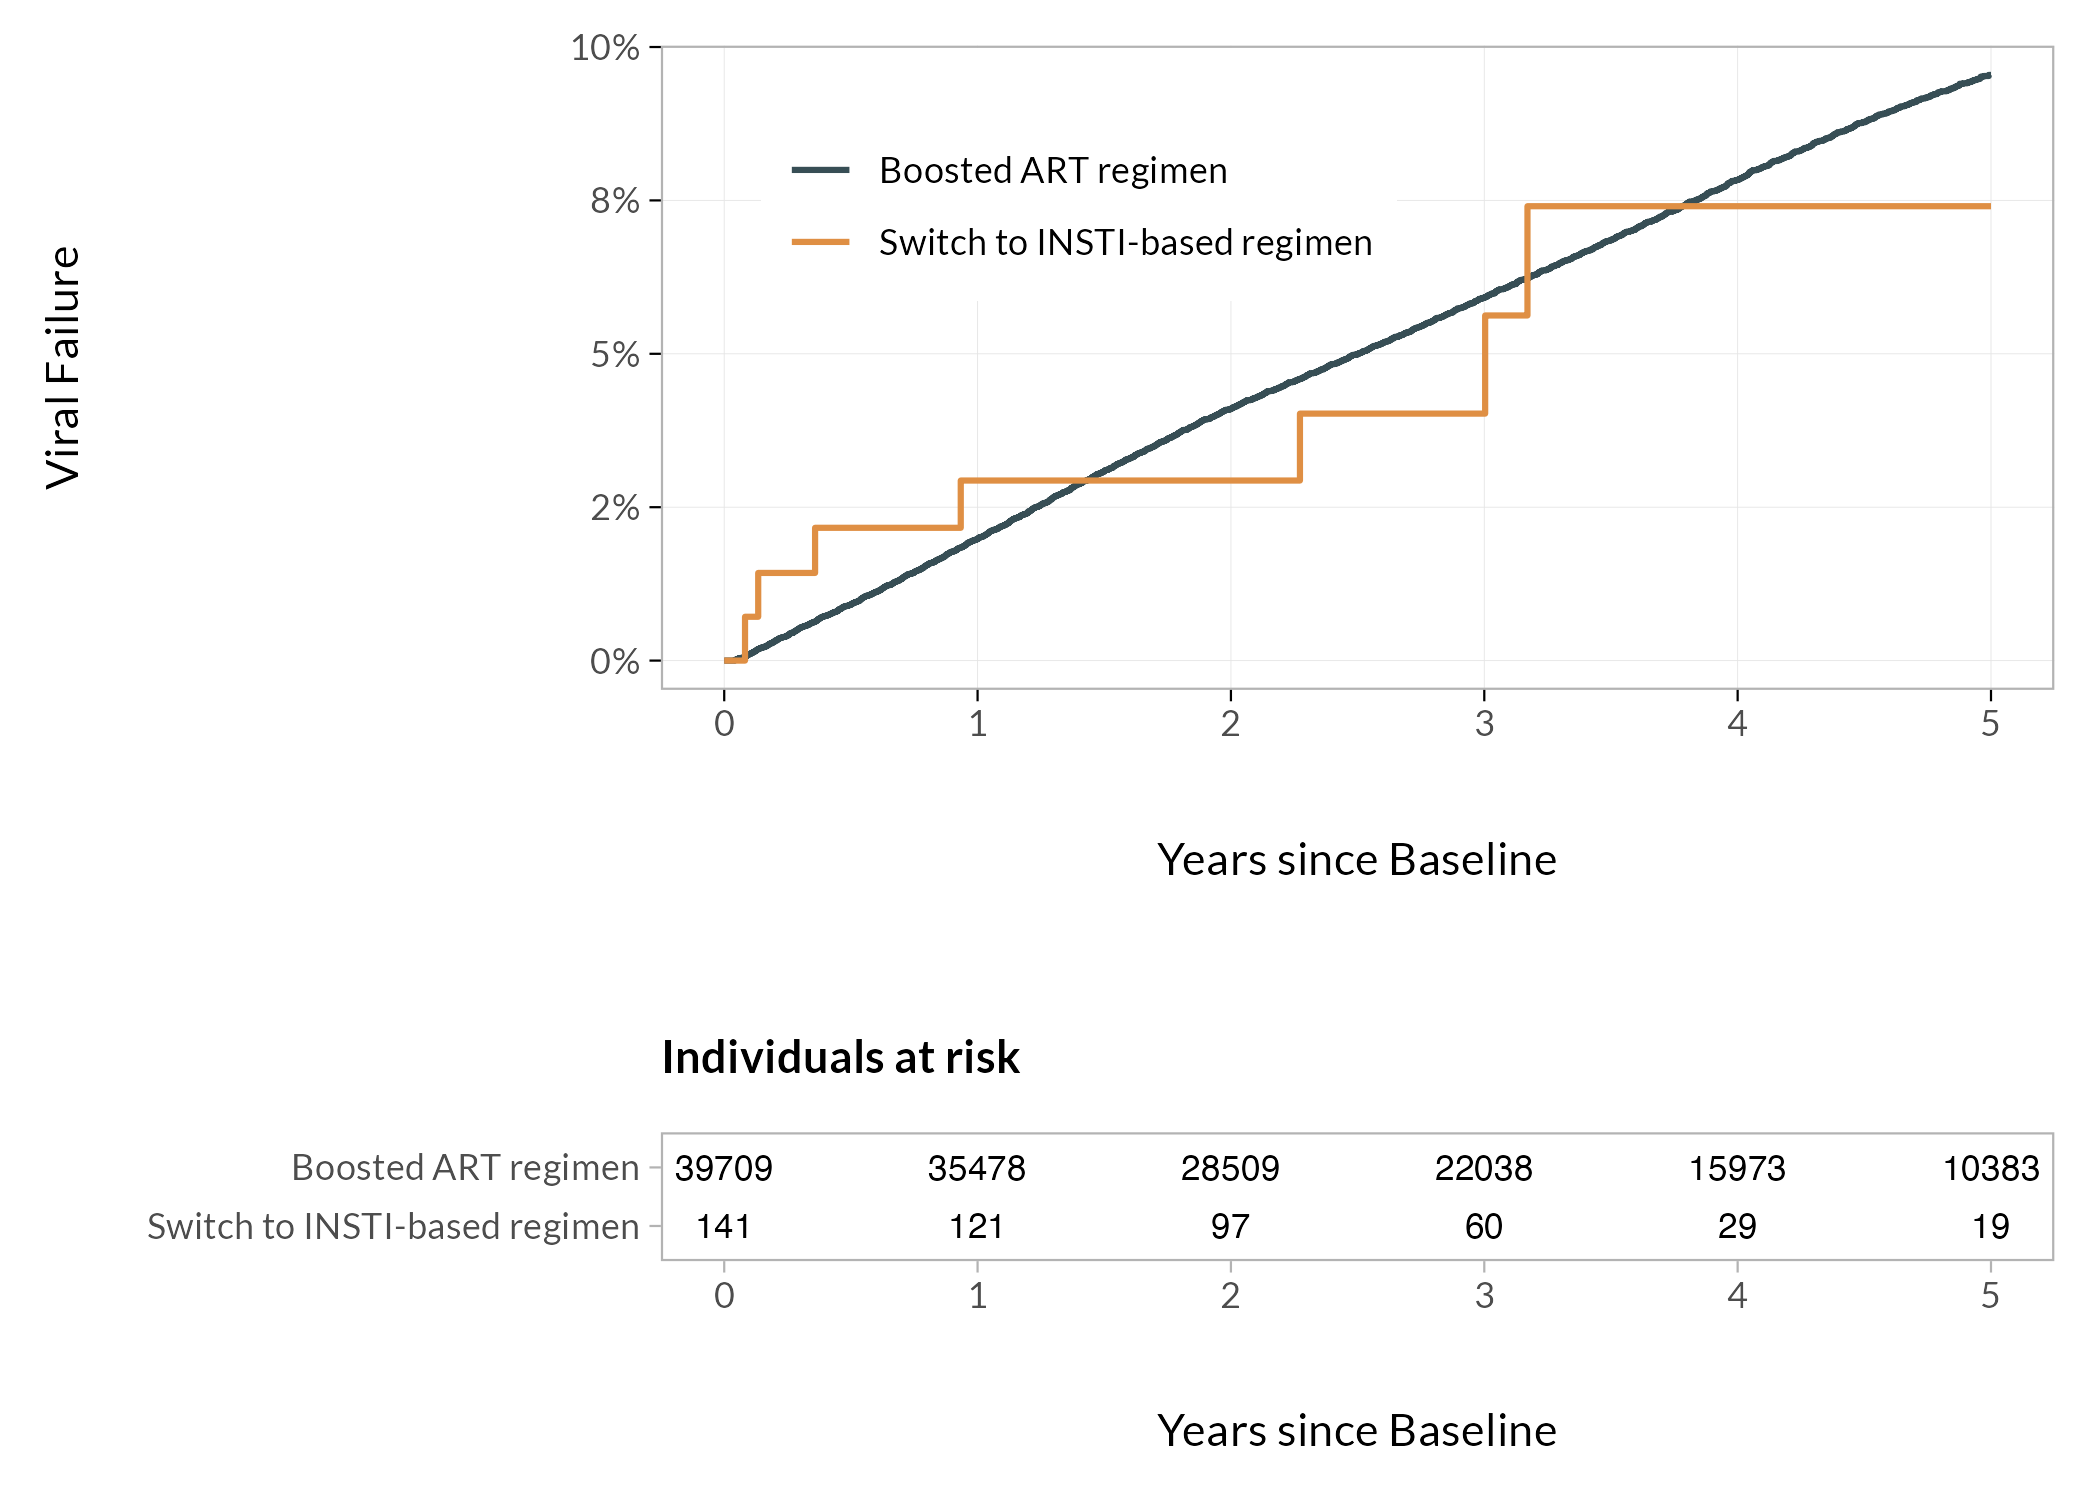 10%
Boosted ART regimen
8%
Switch to INSTI-based regimen
Viral Failure
5%
2%
0%
0 1 2 3 4 5
Years since Baseline
Individuals at risk
Boosted ART regimen 39709 35478 28509 22038 15973 10383
Switch to INSTI-based regimen 141 121 97 60 29 19
0 1 2 3 4 5
Years since Baseline